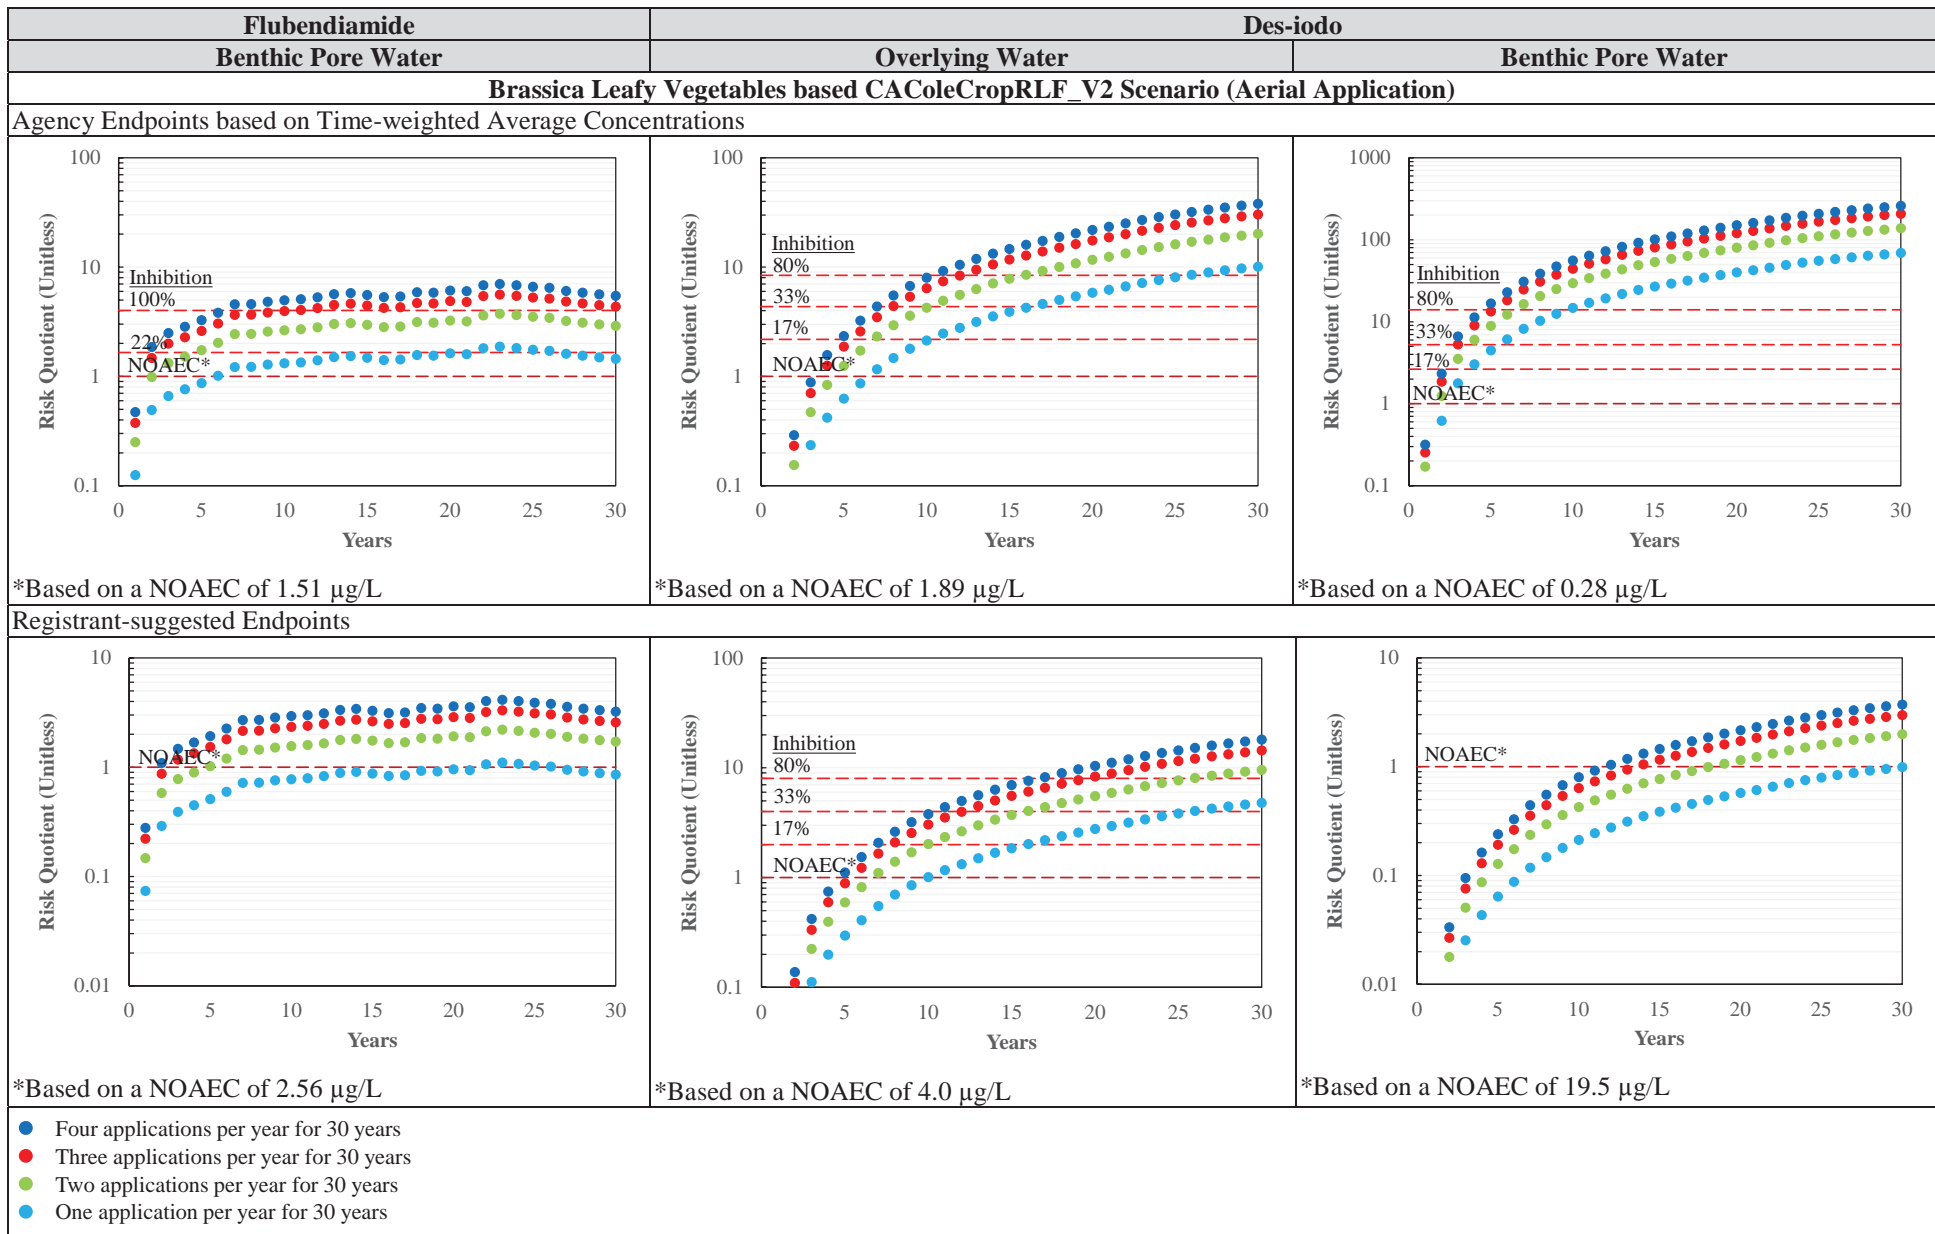 Flubendiamide
Des-iodo
Benthic Pore Water
Overlying Water
Benthic Pore Water
Brassica Leafy Vegetables based CAColeCropRLF_V2 Scenario (Aerial Application)
Agency Endpoints based on Time-weighted Average Concentrations
100
10
1
0.1
Risk Quotient (Unitless)
Inhibition
100%
22%
NOAEC*
0 5 10 15 20 25 30
Years
*Based on a NOAEC of 1.51 µg/L
100
10
1
0.1
Risk Quotient (Unitless)
Inhibition
80%
33%
17%
NOAEC*
0 5 10 15 20 25 30
Years
*Based on a NOAEC of 1.89 µg/L
1000
100
10
1
0.1
Risk Quotient (Unitless)
Inhibition
80%
33%
17%
NOAEC*
0 5 10 15 20 25 30
Years
*Based on a NOAEC of 0.28 µg/L
Registrant-suggested Endpoints
10
1
0.1
0.01
Risk Quotient (Unitless)
NOAEC*
0 5 10 15 20 25 30
Years
*Based on a NOAEC of 2.56 µg/L
100
10
1
0.1
Risk Quotient (Unitless)
Inhibition
80%
33%
17%
NOAEC*
0 5 10 15 20 25 30
Years
*Based on a NOAEC of 4.0 µg/L
10
1
0.1
0.01
Risk Quotient (Unitless)
NOAEC*
0 5 10 15 20 25 30
Years
*Based on a NOAEC of 19.5 µg/L
Four applications per year for 30 years
Three applications per year for 30 years
Two applications per year for 30 years
One application per year for 30 years